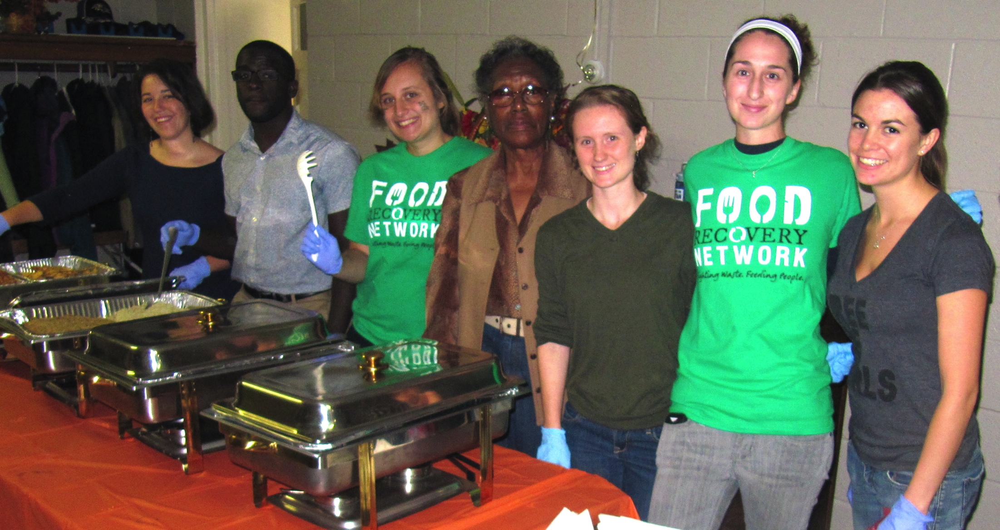 FOOD
RECOVERY
NETWORK
FOOD
RECOVERY
NETWORK
Fighting Waste. Feeding People.